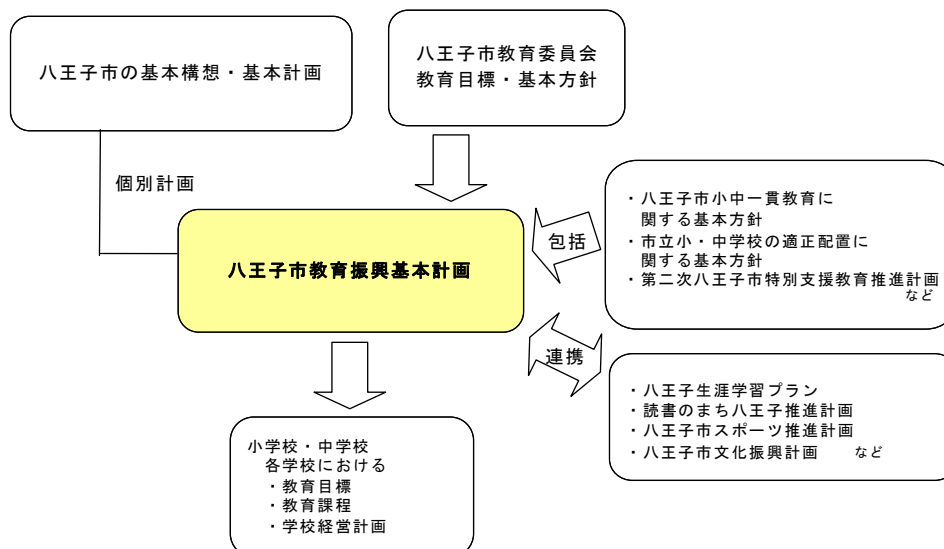 八王子市の基本構想・基本計画
八王子市教育委員会
教育目標・基本方針
個別計画
・八王子市小中一貫教育に
関する基本方針
・市立小・中学校の適正配置に
関する基本方針
・第二次八王子市特別支援教育推進計画
など
包括
八王子市教育振興基本計画
連携
・八王子生涯学習プラン
・読書のまち八王子推進計画
・八王子市スポーツ推進計画
・八王子市文化振興計画 など
小学校・中学校
各学校における
・教育目標
・教育課程
・学校経営計画